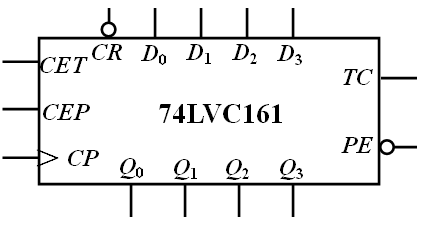 CR D₀ D₁ D₂ D₃
CET
TC
CEP
74LVC161
PE
CP
Q₀ Q₁ Q₂ Q₃